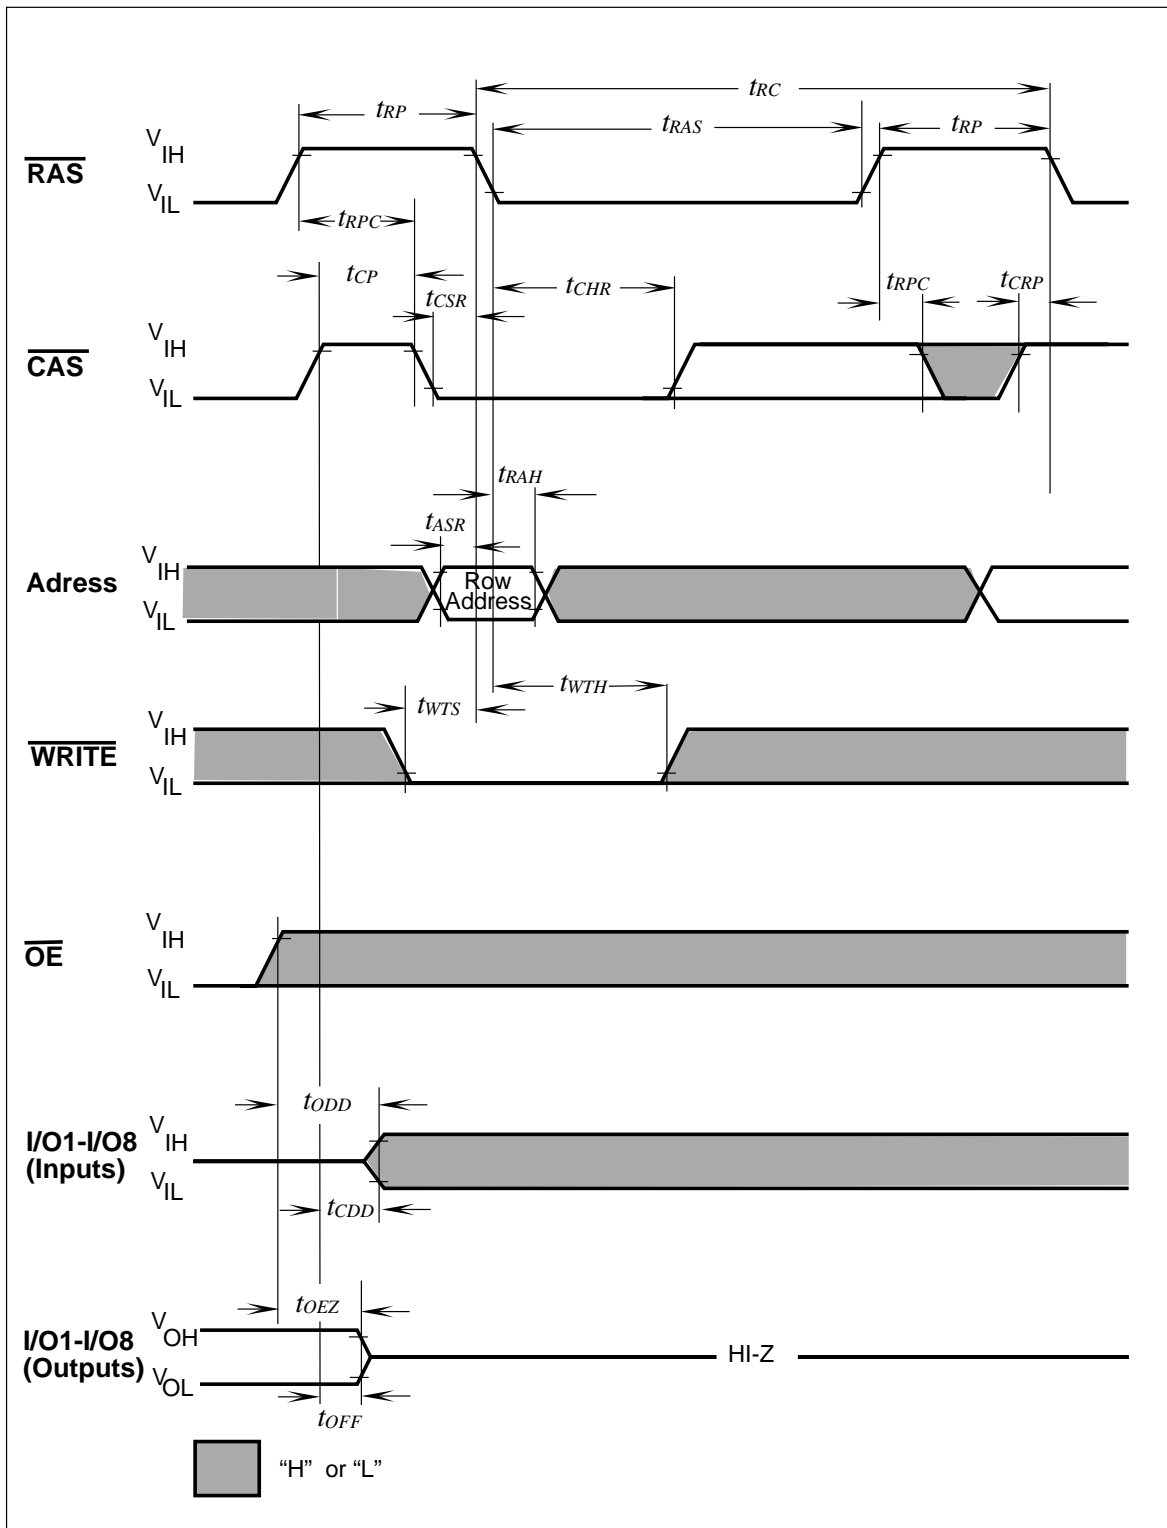 tRC
tRP
tRAS
tRP
RAS
VIH
VIL
tRPC
tCP
tCSR
tCHR
tRPC
tCRP
CAS
VIH
VIL
tRAH
tASR
Adress
VIH
VIL
Row
Address
tWTH
tWTS
WRITE
VIH
VIL
OE
VIH
VIL
tODD
I/O1-I/O8
(Inputs)
VIH
VIL
tCDD
tOEZ
I/O1-I/O8
(Outputs)
VOH
VOL
HI-Z
tOFF
“H” or “L”